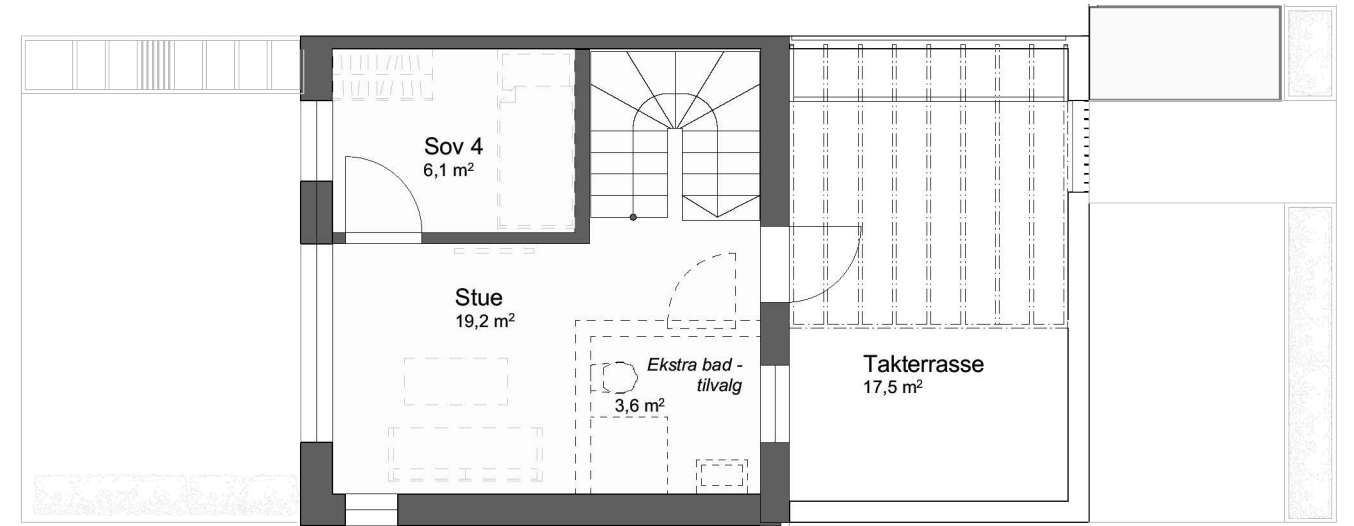 Sov 4
6,1 m²
Stue
19,2 m²
Ekstra bad -
tilvalg
3,6 m²
Takterrasse
17,5 m²